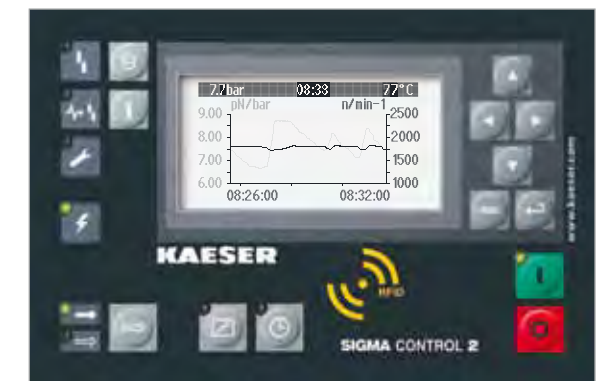 7.7bar 08:33 77°C
pN/bar n/min-1
9.00 2500
8.00 2000
7.00 1500
6.00 1000
08:26:00 08:32:00
www.kaeser.com
KAESER
RFID
SIGMA CONTROL 2